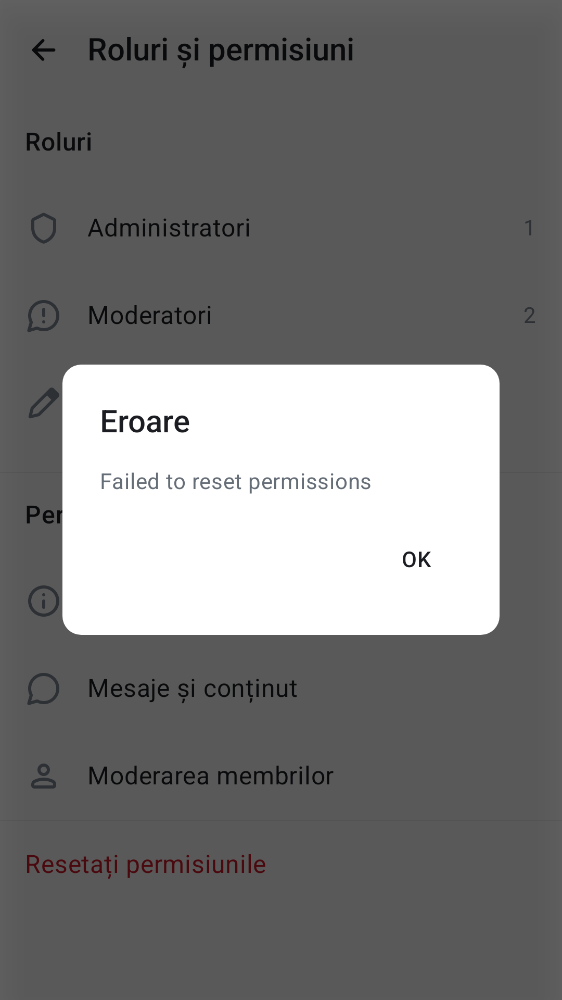 Roluri și permisiuni
Roluri
Administratori
1
Moderatori
2
Eroare
Failed to reset permissions
OK
Mesaje și conținut
Moderarea membrilor
Resetați permisiunile